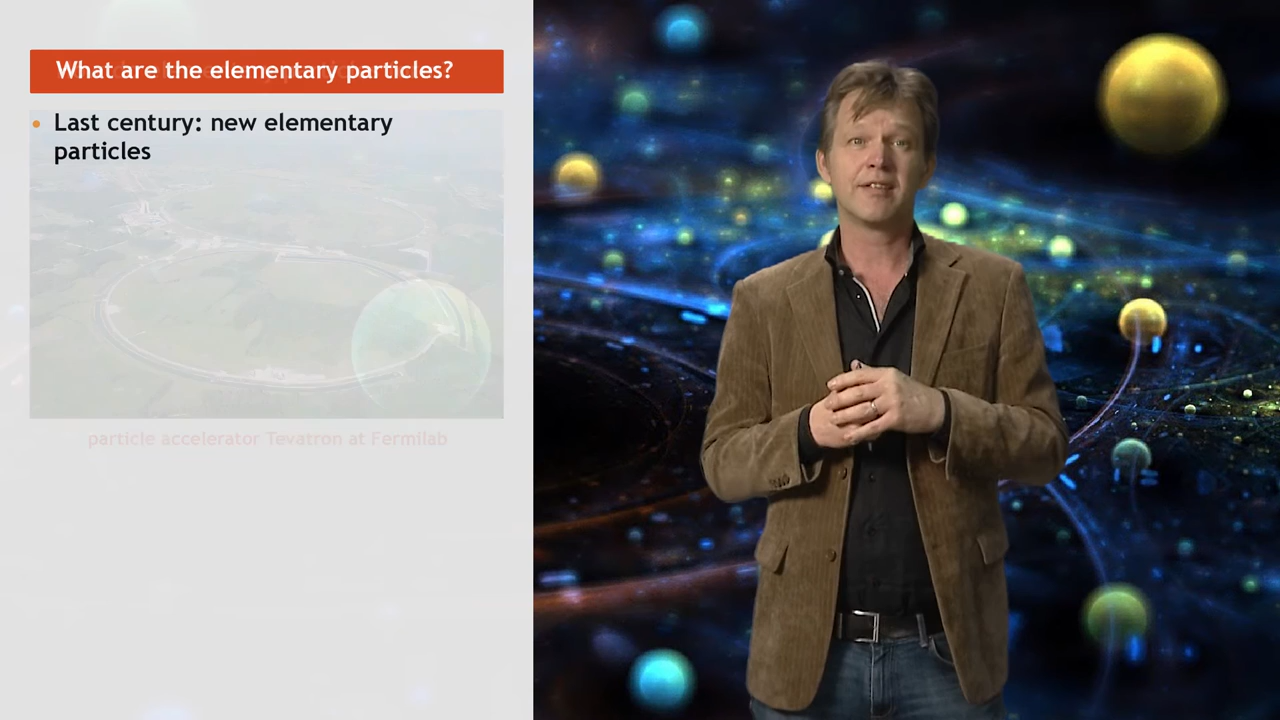 What are the elementary particles?
• Last century: new elementary
particles
particle accelerator Tevatron at Fermilab